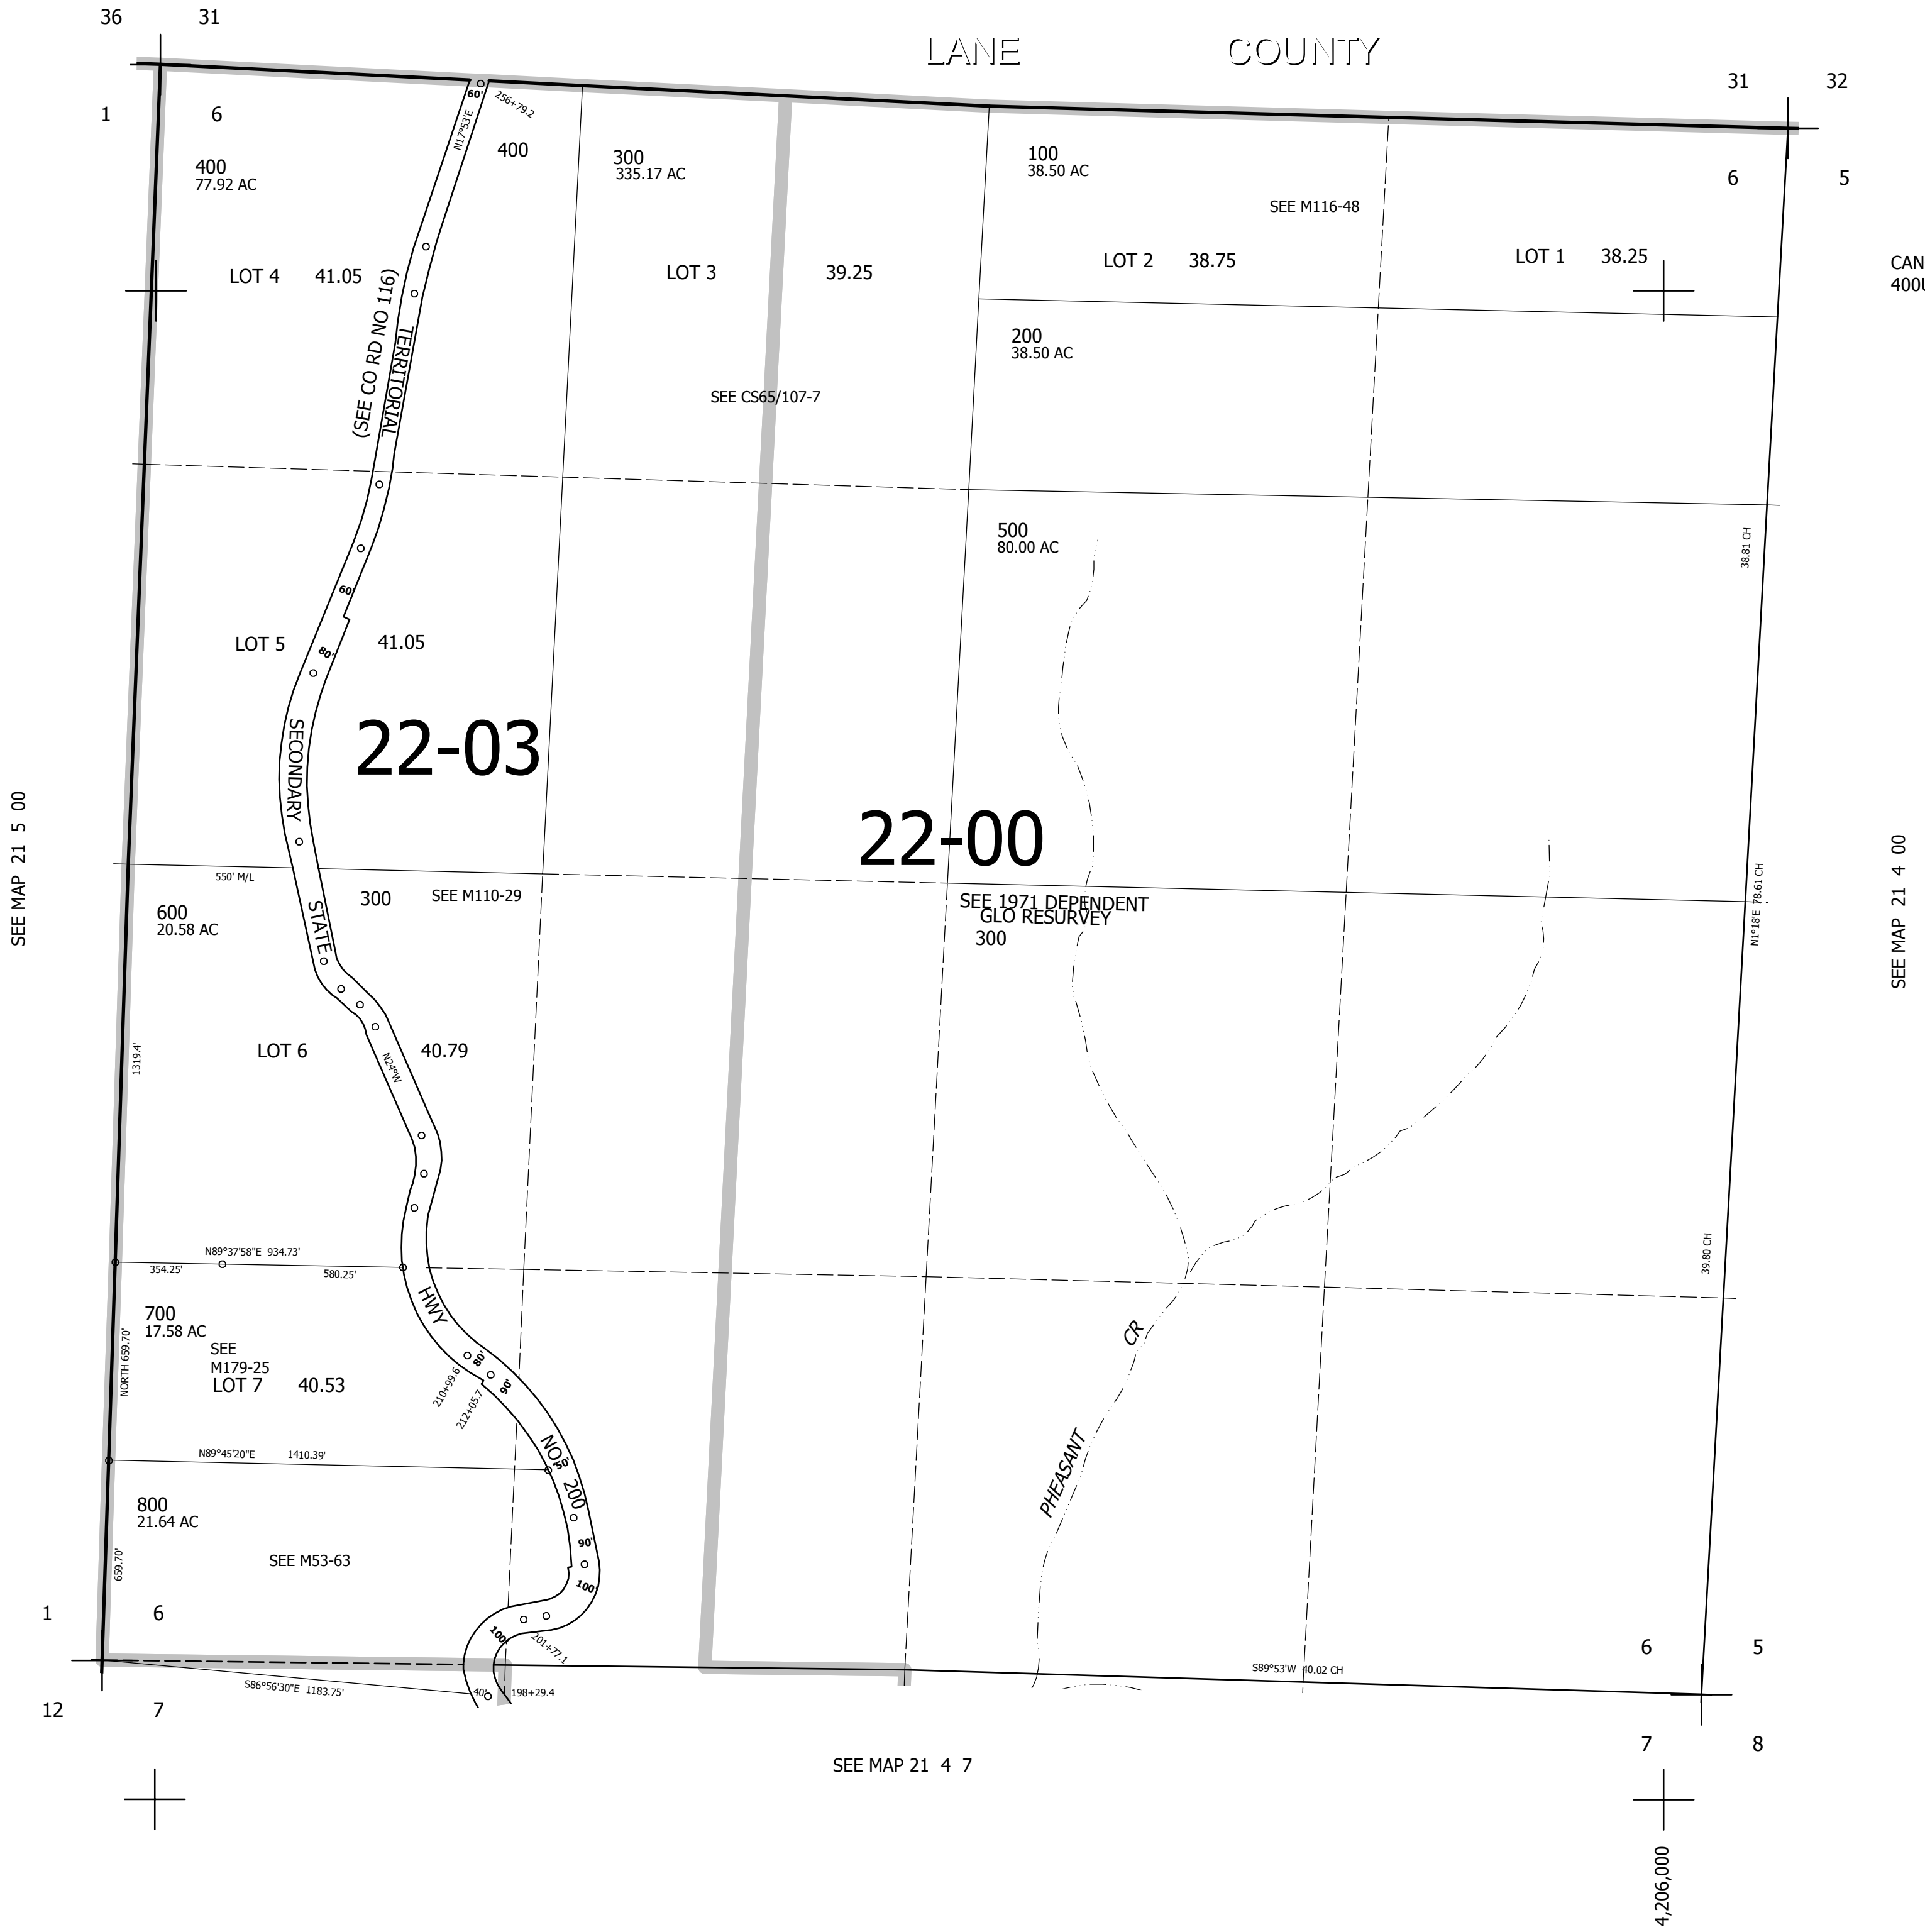 36 31
LANE COUNTY
31 32
1 6
6 5
60'
256+79.2
N17°53'E
400
77.92 AC
400
300
335.17 AC
100
38.50 AC
SEE M116-48
LOT 4 41.05
LOT 3 39.25
LOT 2 38.75
LOT 1 38.25
CAN
(SEE CO RD NO 116)
TERRITORIAL
200
38.50 AC
SEE CS65/107-7
500
80.00 AC
38.81 CH
60'
80'
LOT 5 41.05
SECONDARY
22-03
22-00
SEE MAP 21 5 00
SEE MAP 21 4 00
550' M/L
300
SEE M110-29
SEE 1971 DEPENDENT
GLO RESURVEY
300
N1°18'E 78.61 CH
600
20.58 AC
STATE
1319.4'
LOT 6 40.79
N24°W
N89°37'58"E 934.73'
354.25'
580.25'
39.80 CH
700
17.58 AC
SEE
M179-25
LOT 7 40.53
NORTH 659.70'
HWY
80'
90'
210+99.6
212+05.7
CR
PHEASANT
N89°45'20"E 1410.39'
NO.
200
800
21.64 AC
659.70'
SEE M53-63
90'
100'
100'
201+77.1
1 6
6 5
S89°53'W 40.02 CH
S86°56'30"E 1183.75'
40'
198+29.4
12 7
7 8
SEE MAP 21 4 7
4,206,000